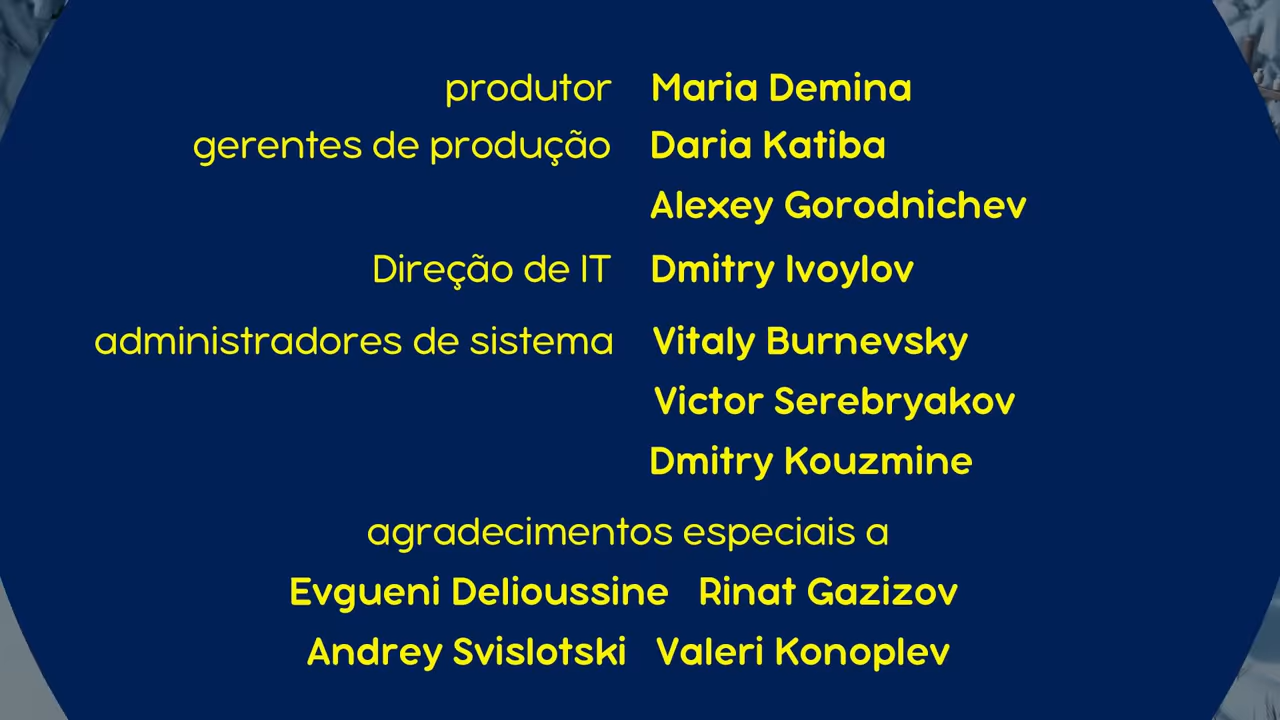 produtor Maria Demina
gerentes de produção Daria Katiba
Alexey Gorodnichev
Direção de IT Dmitry Ivoylov
administradores de sistema Vitaly Burnevsky
Victor Serebryakov
Dmitry Kouzmine
agradecimentos especiais a
Evgueni Delioussine Rinat Gazizov
Andrey Svislotski Valeri Konoplev